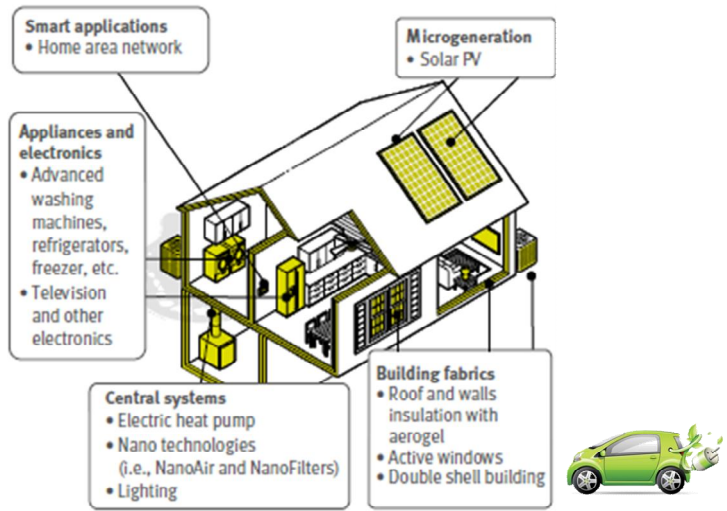 Smart applications
• Home area network
Microgeneration
• Solar PV
Appliances and
electronics
• Advanced
washing
machines,
refrigerators,
freezer, etc.
• Television
and other
electronics
Central systems
• Electric heat pump
• Nano technologies
(i.e., NanoAir and NanoFilters)
• Lighting
Building fabrics
• Roof and walls
insulation with
aerogel
• Active windows
• Double shell building